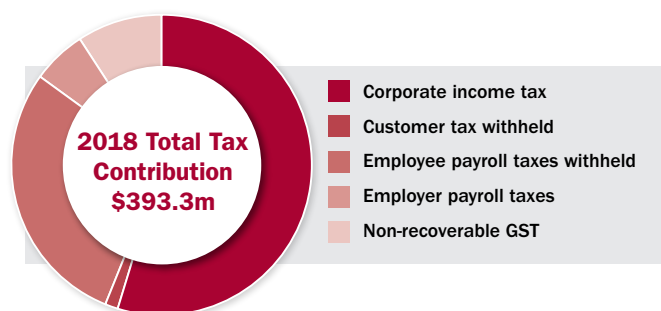 2018 Total Tax
Contribution
$393.3m
Corporate income tax
Customer tax withheld
Employee payroll taxes withheld
Employer payroll taxes
Non-recoverable GST